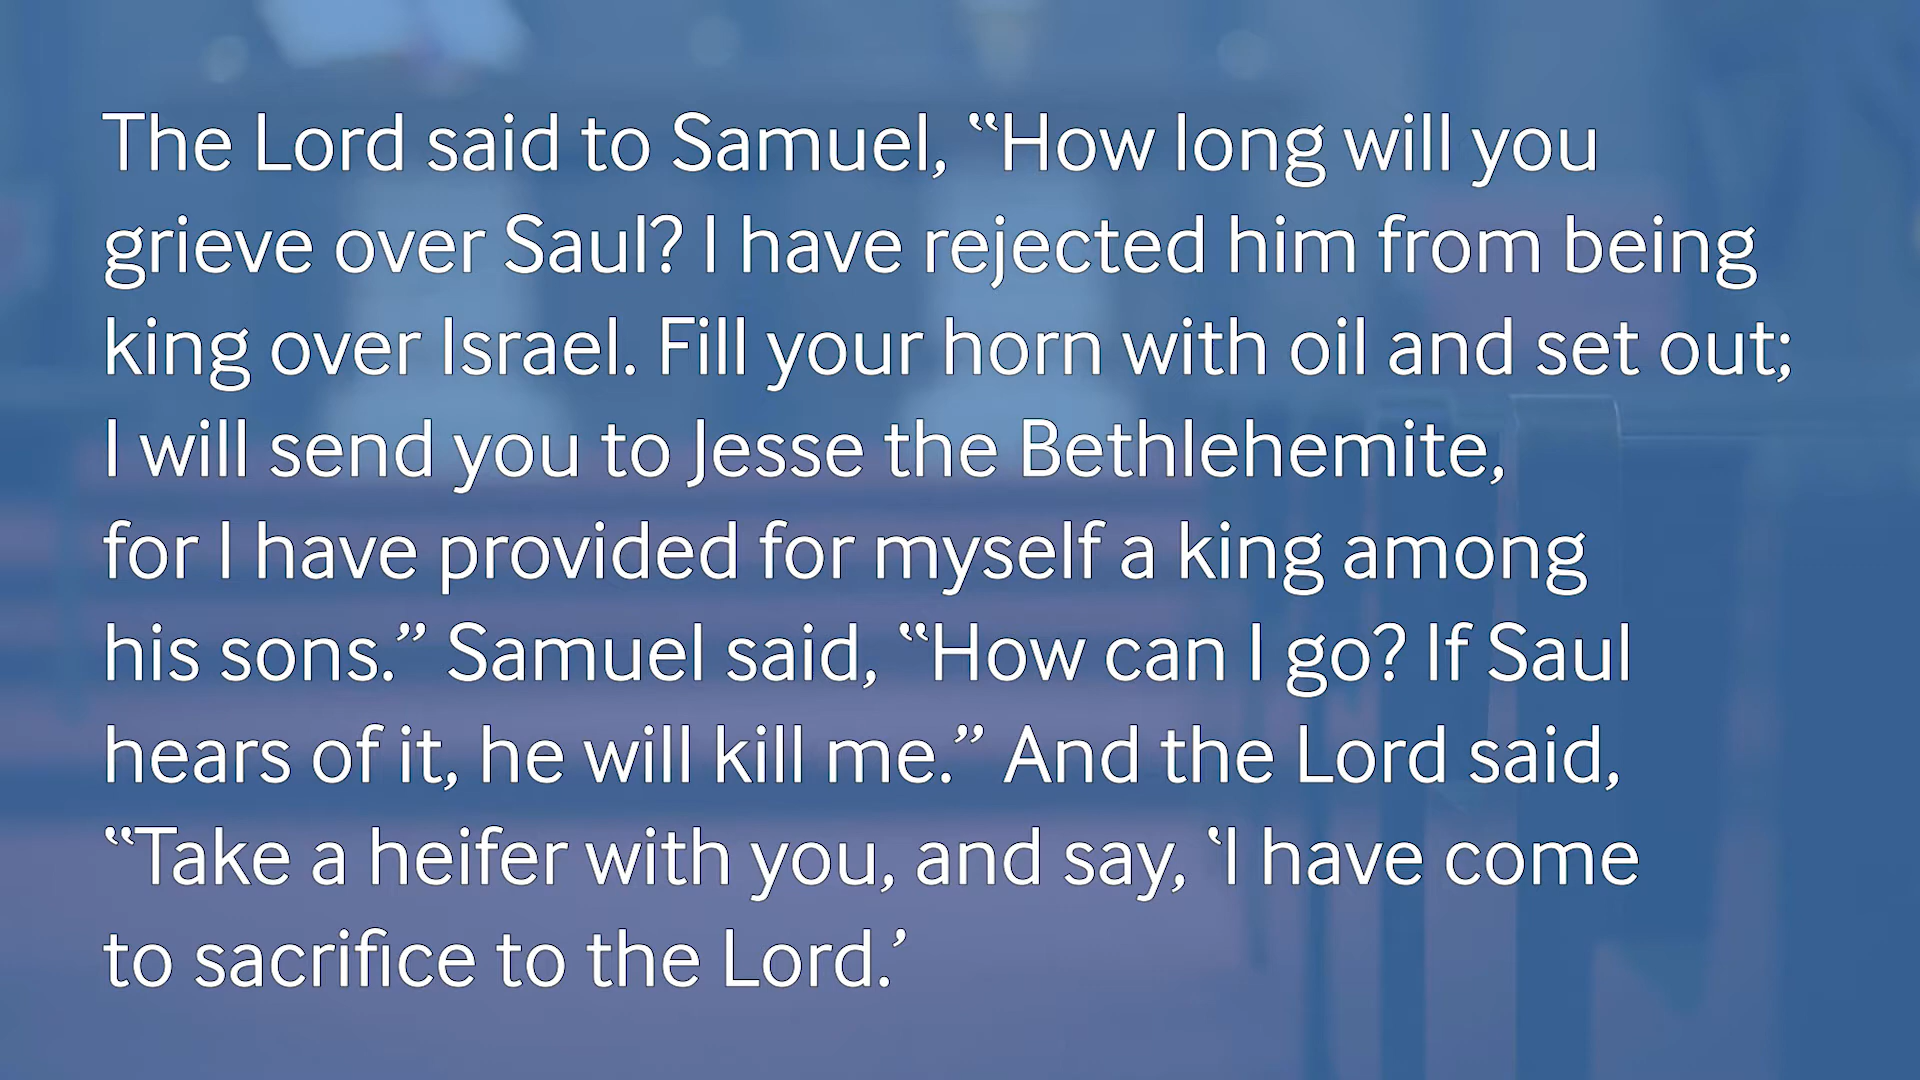 The Lord said to Samuel, “How long will you
grieve over Saul? I have rejected him from being
king over Israel. Fill your horn with oil and set out;
I will send you to Jesse the Bethlehemite,
for I have provided for myself a king among
his sons.” Samuel said, “How can I go? If Saul
hears of it, he will kill me.” And the Lord said,
“Take a heifer with you, and say, ‘I have come
to sacrifice to the Lord.’